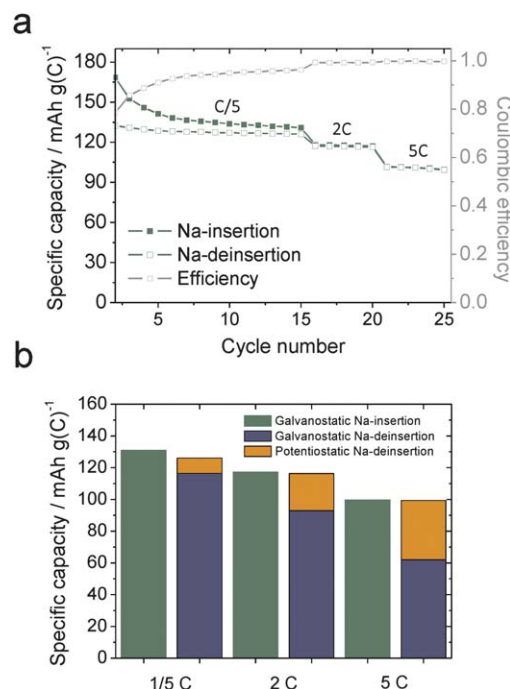 a
Specific capacity / mAh g(C)⁻¹
180
150
120
90
60
30
0
C/5
2C
5C
Na-insertion
Na-deinsertion
Efficiency
1.0
0.8
0.6
0.4
0.2
0.0
Coulombic efficiency
5 10 15 20 25
Cycle number
b
Specific capacity / mAh g(C)⁻¹
160
140
120
100
80
60
40
20
0
Galvanostatic Na-insertion
Galvanostatic Na-deinsertion
Potentiostatic Na-deinsertion
1/5 C 2 C 5 C